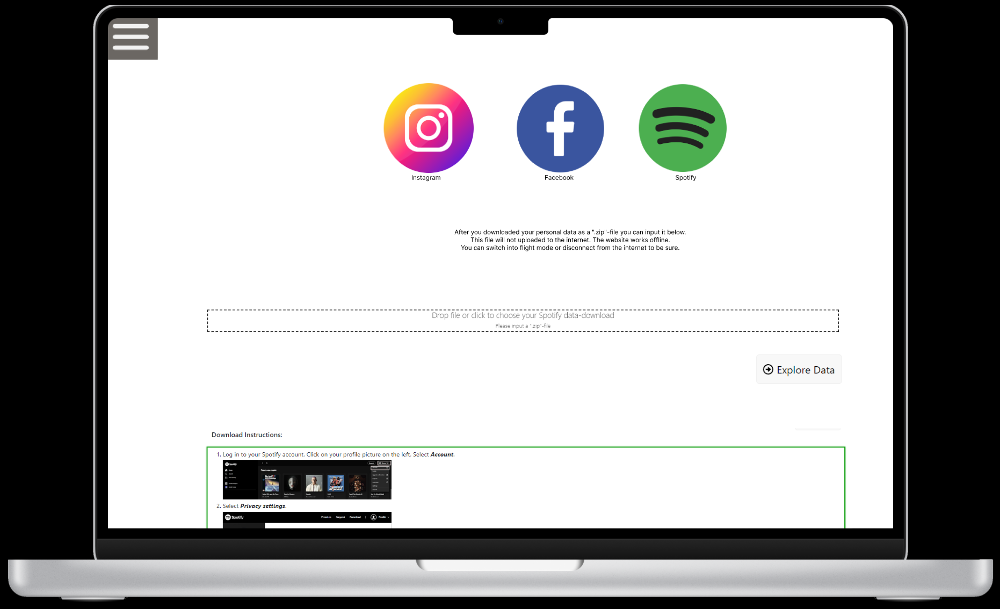 Instagram
Facebook
Spotify
After you downloaded your personal data as a ".zip"-file you can input it below.
This file will not uploaded to the internet. The website works offline.
You can switch into flight mode or disconnect from the internet to be sure.
Drop file or click to choose your Spotify data-download
Please input a ".zip"-file
Explore Data
Download Instructions:
1. Log in to your Spotify account. Click on your profile picture on the left. Select Account.
Spotify
2. Select Privacy settings.
Spotify Premium Support Download | Profile